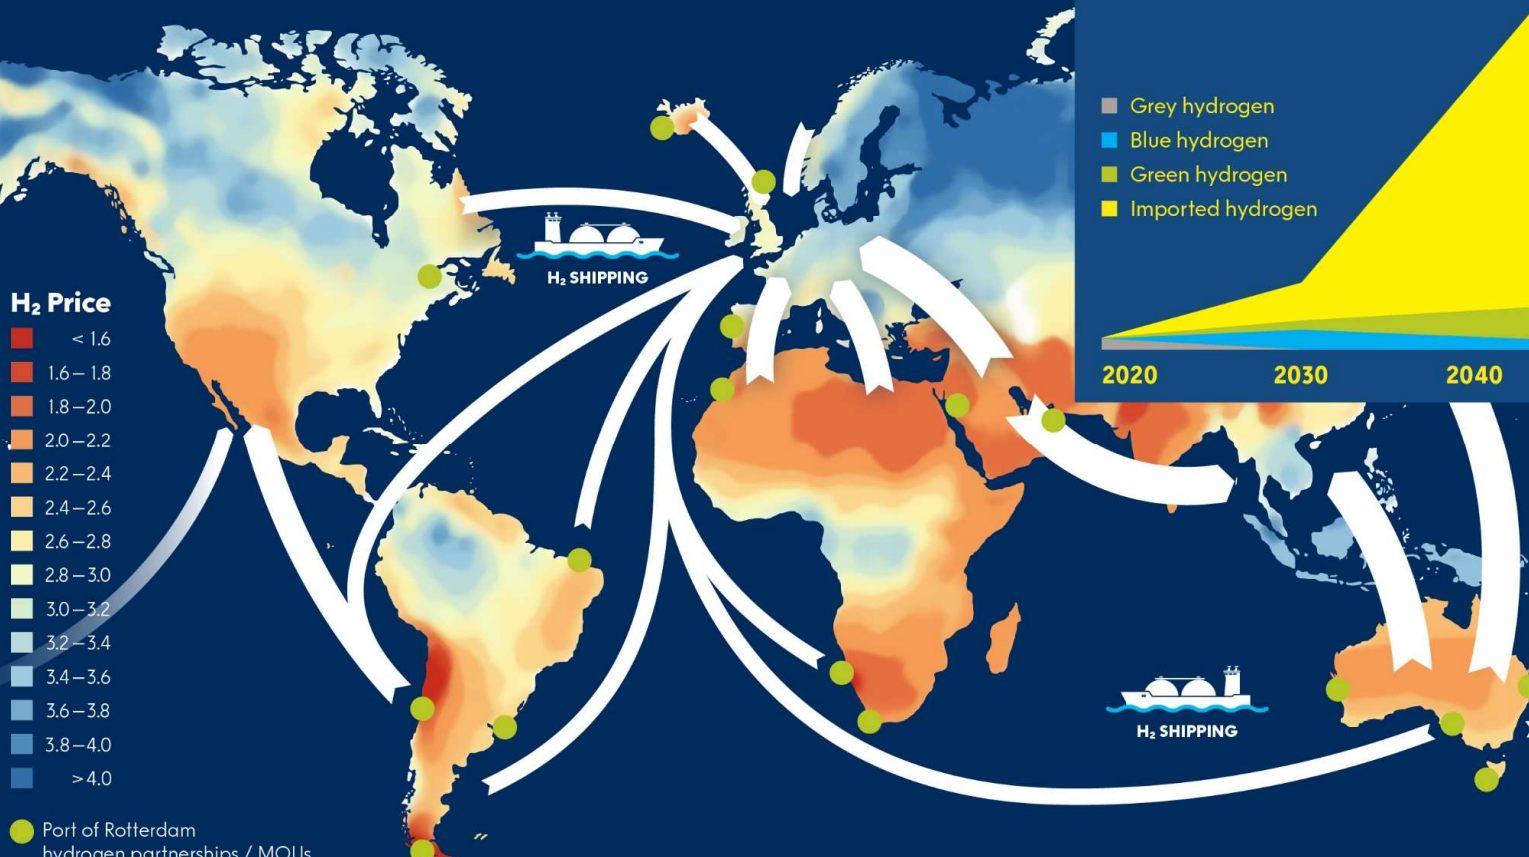 Grey hydrogen
Blue hydrogen
Green hydrogen
Imported hydrogen
2020 2030 2040
H₂ SHIPPING
H₂ Price
< 1.6
1.6 – 1.8
1.8 – 2.0
2.0 – 2.2
2.2 – 2.4
2.4 – 2.6
2.6 – 2.8
2.8 – 3.0
3.0 – 3.2
3.2 – 3.4
3.4 – 3.6
3.6 – 3.8
3.8 – 4.0
> 4.0
H₂ SHIPPING
Port of Rotterdam
hydrogen partnerships / MOUs